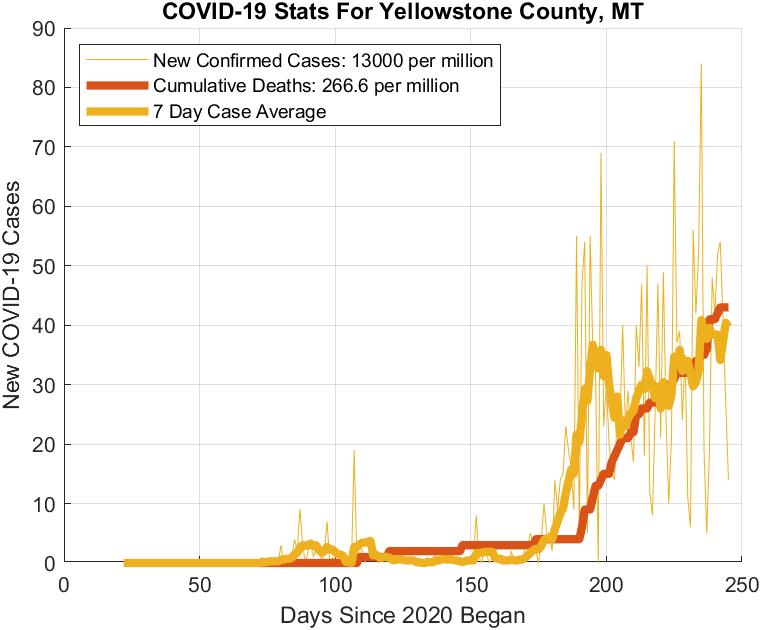 COVID-19 Stats For Yellowstone County, MT
New Confirmed Cases: 13000 per million
Cumulative Deaths: 266.6 per million
7 Day Case Average
New COVID-19 Cases
90
80
70
60
50
40
30
20
10
0
0 50 100 150 200 250
Days Since 2020 Began